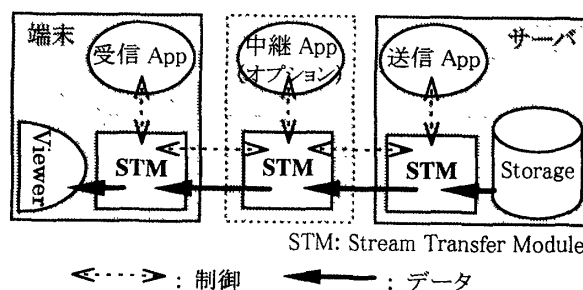 端末
受信 App
中継 App
(オプション)
送信 App
サーバ
Viewer
STM
STM
STM
Storage
STM: Stream Transfer Module
: 制御
: データ